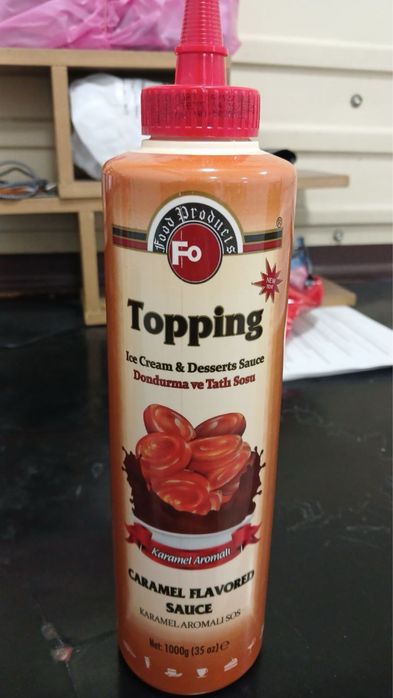 Food Products
Fo
®
NEW
Topping
Ice Cream & Desserts Sauce
Dondurma ve Tatlı Sosu
Karamel Aromalı
CARAMEL FLAVORED
SAUCE
KARAMEL AROMALI SOS
Net: 1000g (35 oz) ℮